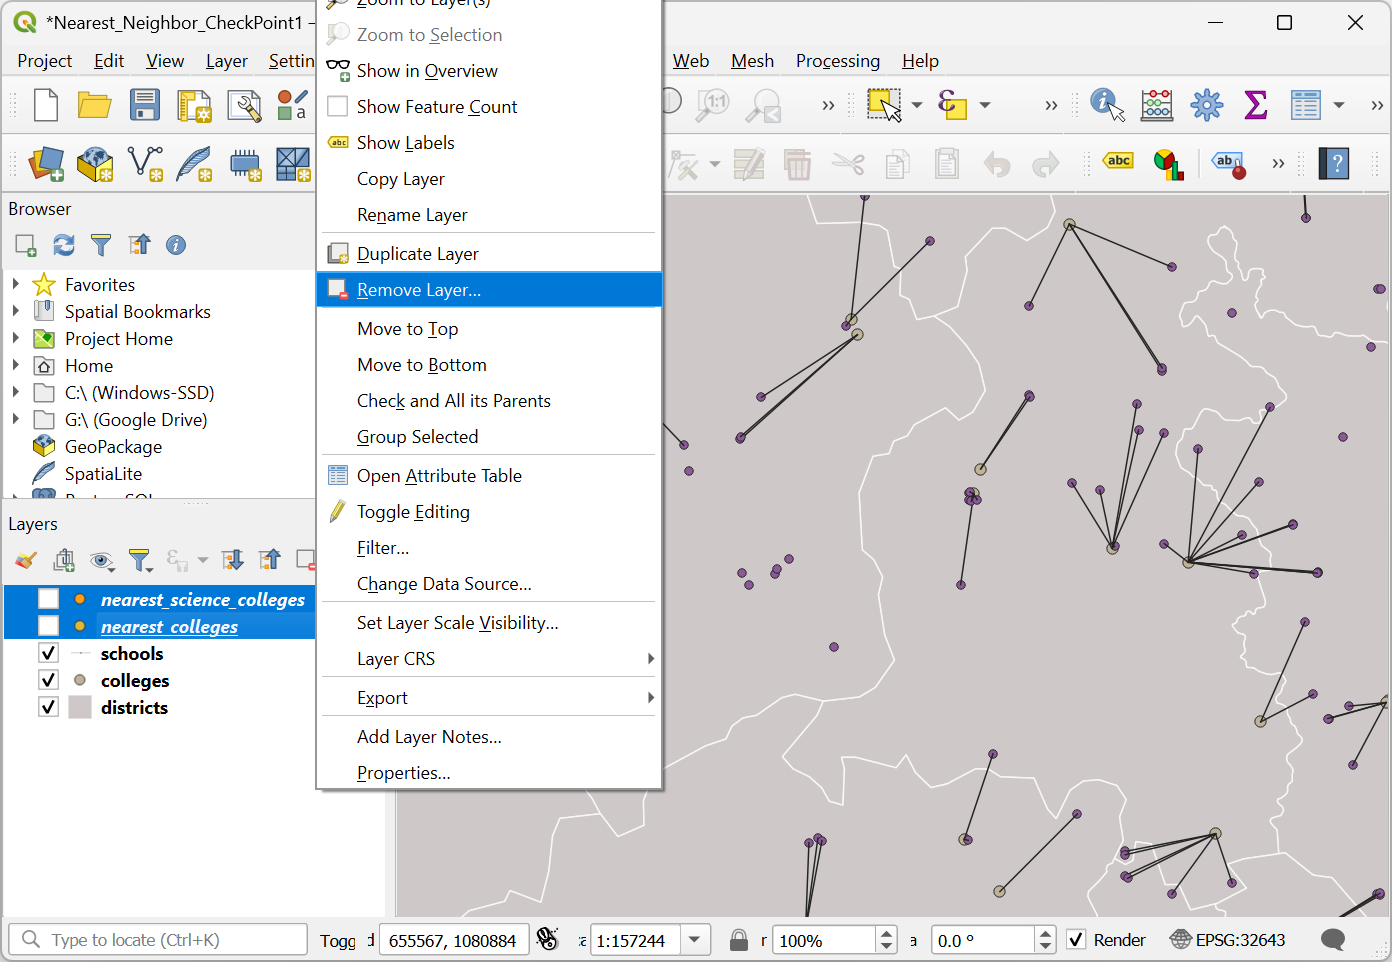 *Nearest_Neighbor_CheckPoint1 –
Zoom to Layer(s)
Zoom to Selection
Show in Overview
Show Feature Count
Show Labels
Copy Layer
Rename Layer
Duplicate Layer
Remove Layer...
Move to Top
Move to Bottom
Check and All its Parents
Group Selected
Open Attribute Table
Toggle Editing
Filter...
Change Data Source...
Set Layer Scale Visibility...
Layer CRS
Export
Add Layer Notes...
Properties...
Project Edit View Layer Settin Web Mesh Processing Help
1:1
abc
ab
?
Browser
Favorites
Spatial Bookmarks
Project Home
Home
C:\ (Windows-SSD)
G:\ (Google Drive)
GeoPackage
SpatiaLite
Layers
nearest_science_colleges
nearest_colleges
schools
colleges
districts
Type to locate (Ctrl+K) Togg d 655567, 1080884 1:157244 r 100% a 0.0 ° Render EPSG:32643